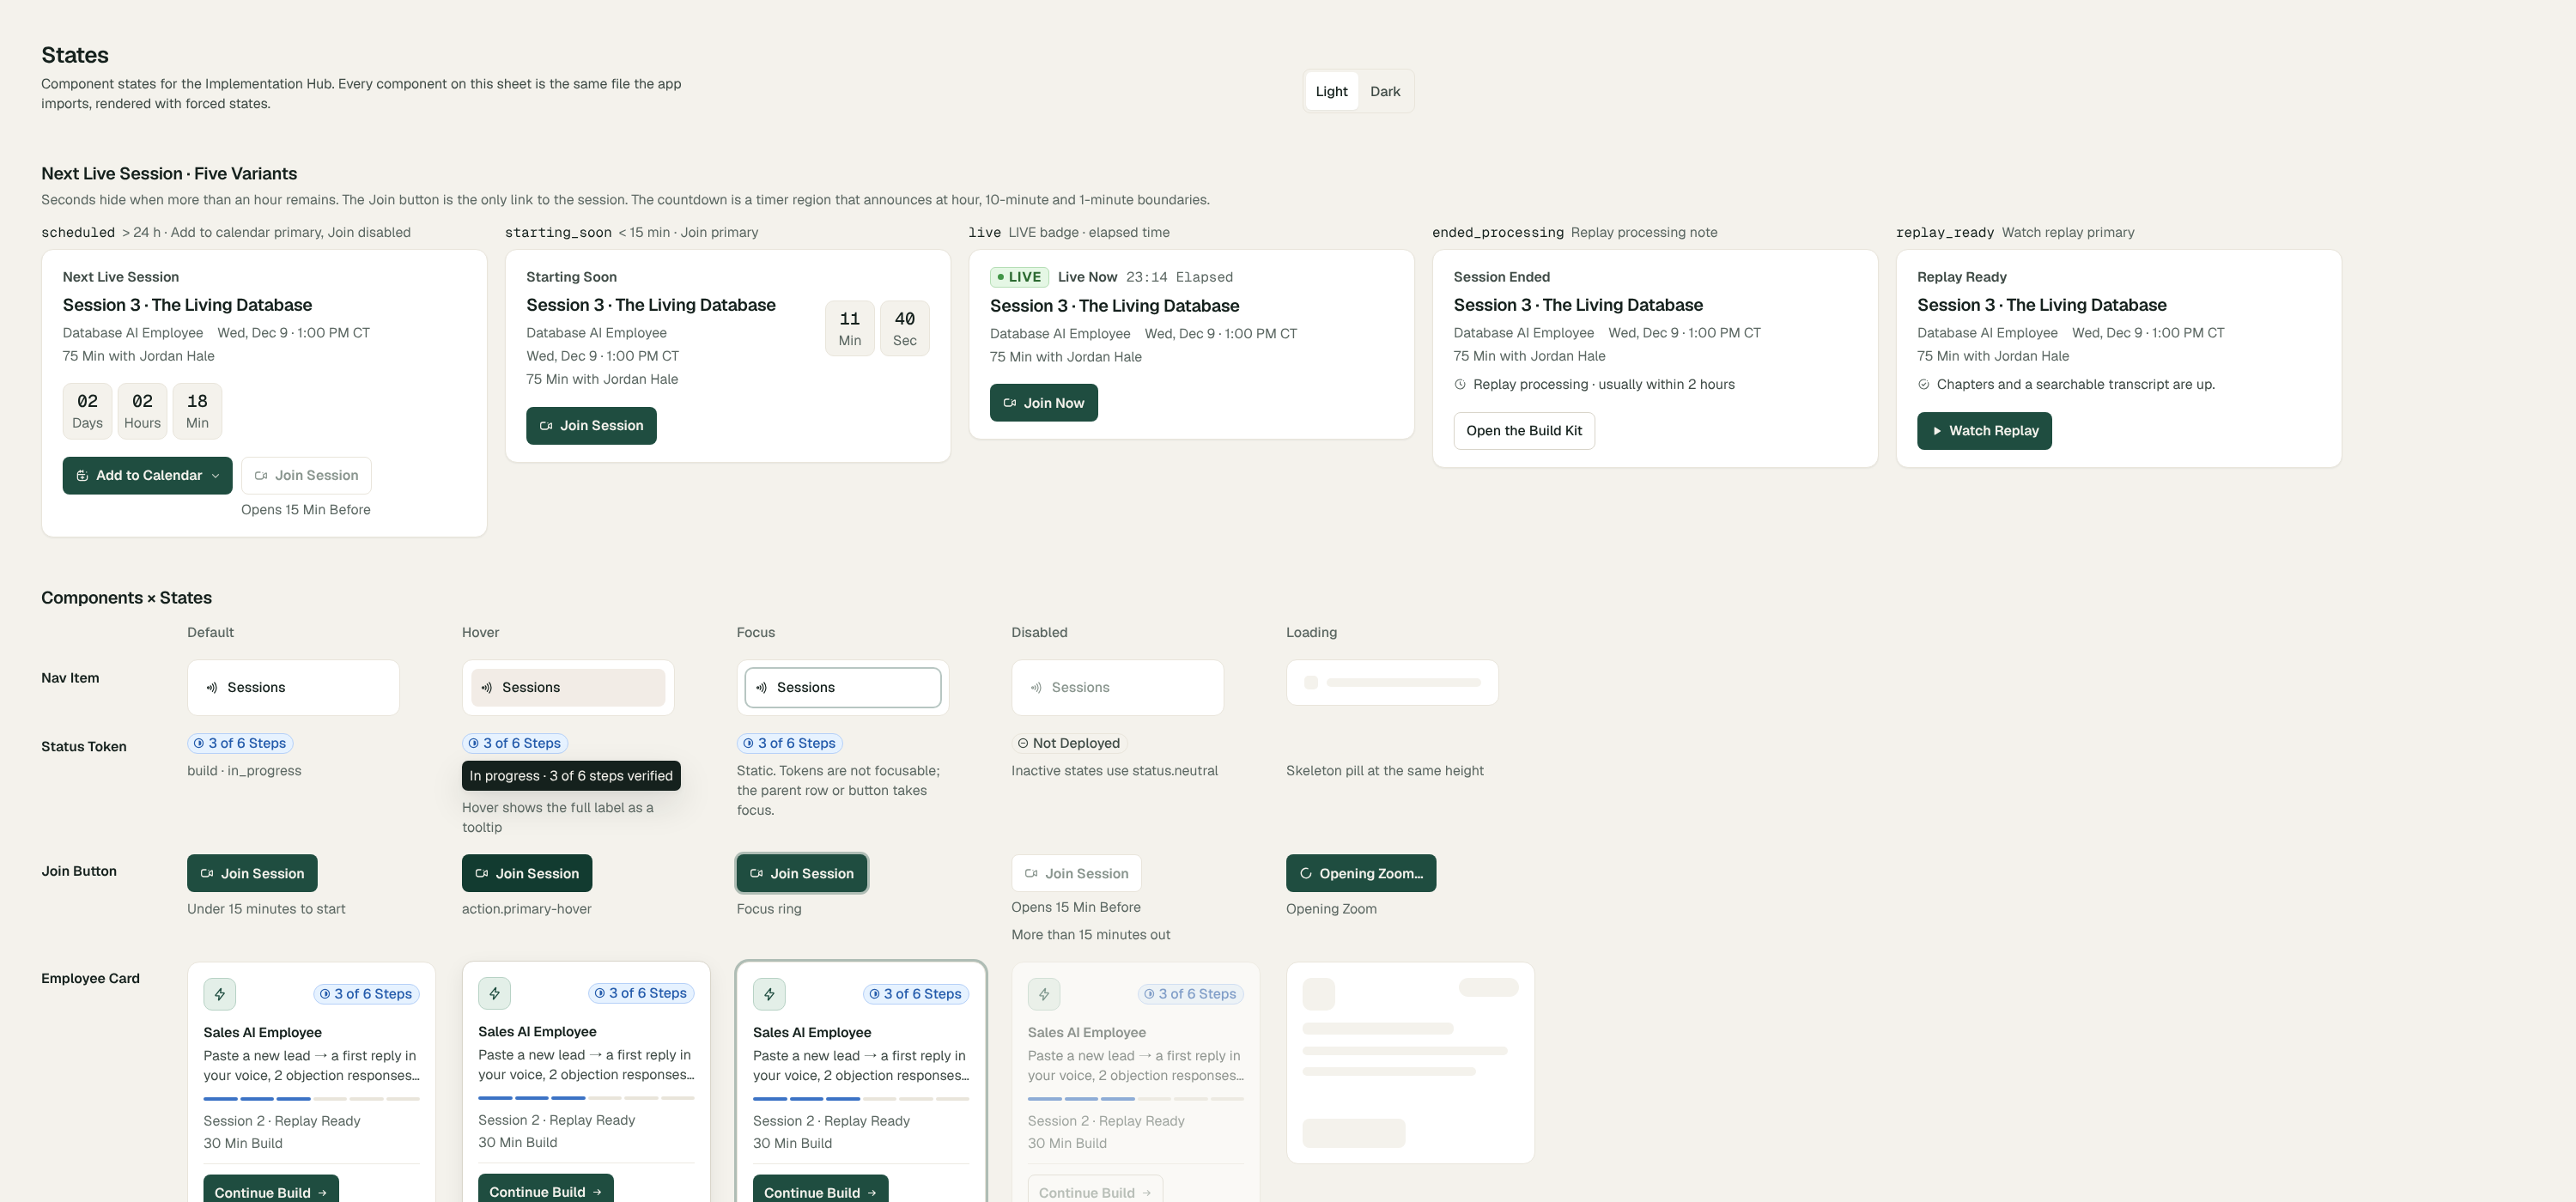 States
Component states for the Implementation Hub. Every component on this sheet is the same file the app
imports, rendered with forced states.
Light
Dark
Next Live Session · Five Variants
Seconds hide when more than an hour remains. The Join button is the only link to the session. The countdown is a timer region that announces at hour, 10-minute and 1-minute boundaries.
scheduled > 24 h · Add to calendar primary, Join disabled
Next Live Session
Session 3 · The Living Database
Database AI Employee Wed, Dec 9 · 1:00 PM CT
75 Min with Jordan Hale
02 02 18
Days Hours Min
Add to Calendar
Join Session
Opens 15 Min Before
starting_soon < 15 min · Join primary
Starting Soon
Session 3 · The Living Database
Database AI Employee
Wed, Dec 9 · 1:00 PM CT
75 Min with Jordan Hale
11 40
Min Sec
Join Session
live LIVE badge · elapsed time
LIVE Live Now 23:14 Elapsed
Session 3 · The Living Database
Database AI Employee Wed, Dec 9 · 1:00 PM CT
75 Min with Jordan Hale
Join Now
ended_processing Replay processing note
Session Ended
Session 3 · The Living Database
Database AI Employee Wed, Dec 9 · 1:00 PM CT
75 Min with Jordan Hale
Replay processing · usually within 2 hours
Open the Build Kit
replay_ready Watch replay primary
Replay Ready
Session 3 · The Living Database
Database AI Employee Wed, Dec 9 · 1:00 PM CT
75 Min with Jordan Hale
Chapters and a searchable transcript are up.
Watch Replay
Components × States
Default Hover Focus Disabled Loading
Nav Item
Sessions
Sessions
Sessions
Sessions
Status Token
3 of 6 Steps
build · in_progress
3 of 6 Steps
In progress · 3 of 6 steps verified
Hover shows the full label as a
tooltip
3 of 6 Steps
Static. Tokens are not focusable;
the parent row or button takes
focus.
Not Deployed
Inactive states use status.neutral
Skeleton pill at the same height
Join Button
Join Session
Under 15 minutes to start
Join Session
action.primary-hover
Join Session
Focus ring
Join Session
Opens 15 Min Before
More than 15 minutes out
Opening Zoom…
Opening Zoom
Employee Card
3 of 6 Steps
Sales AI Employee
Paste a new lead → a first reply in
your voice, 2 objection responses…
Session 2 · Replay Ready
30 Min Build
Continue Build →
3 of 6 Steps
Sales AI Employee
Paste a new lead → a first reply in
your voice, 2 objection responses…
Session 2 · Replay Ready
30 Min Build
Continue Build →
3 of 6 Steps
Sales AI Employee
Paste a new lead → a first reply in
your voice, 2 objection responses…
Session 2 · Replay Ready
30 Min Build
Continue Build →
3 of 6 Steps
Sales AI Employee
Paste a new lead → a first reply in
your voice, 2 objection responses…
Session 2 · Replay Ready
30 Min Build
Continue Build →